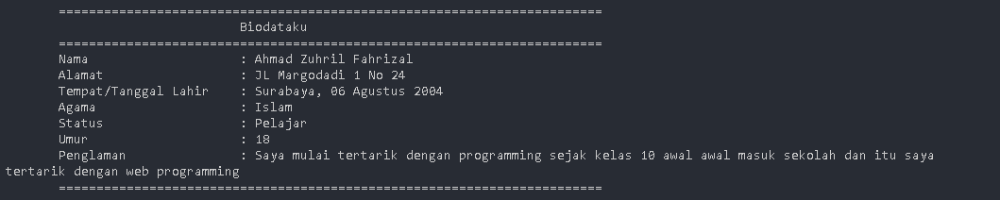 ========================================================================
Biodataku
========================================================================
Nama : Ahmad Zuhril Fahrizal
Alamat : JL Margodadi 1 No 24
Tempat/Tanggal Lahir : Surabaya, 06 Agustus 2004
Agama : Islam
Status : Pelajar
Umur : 18
Penglaman : Saya mulai tertarik dengan programming sejak kelas 10 awal awal masuk sekolah dan itu saya
tertarik dengan web programming
========================================================================